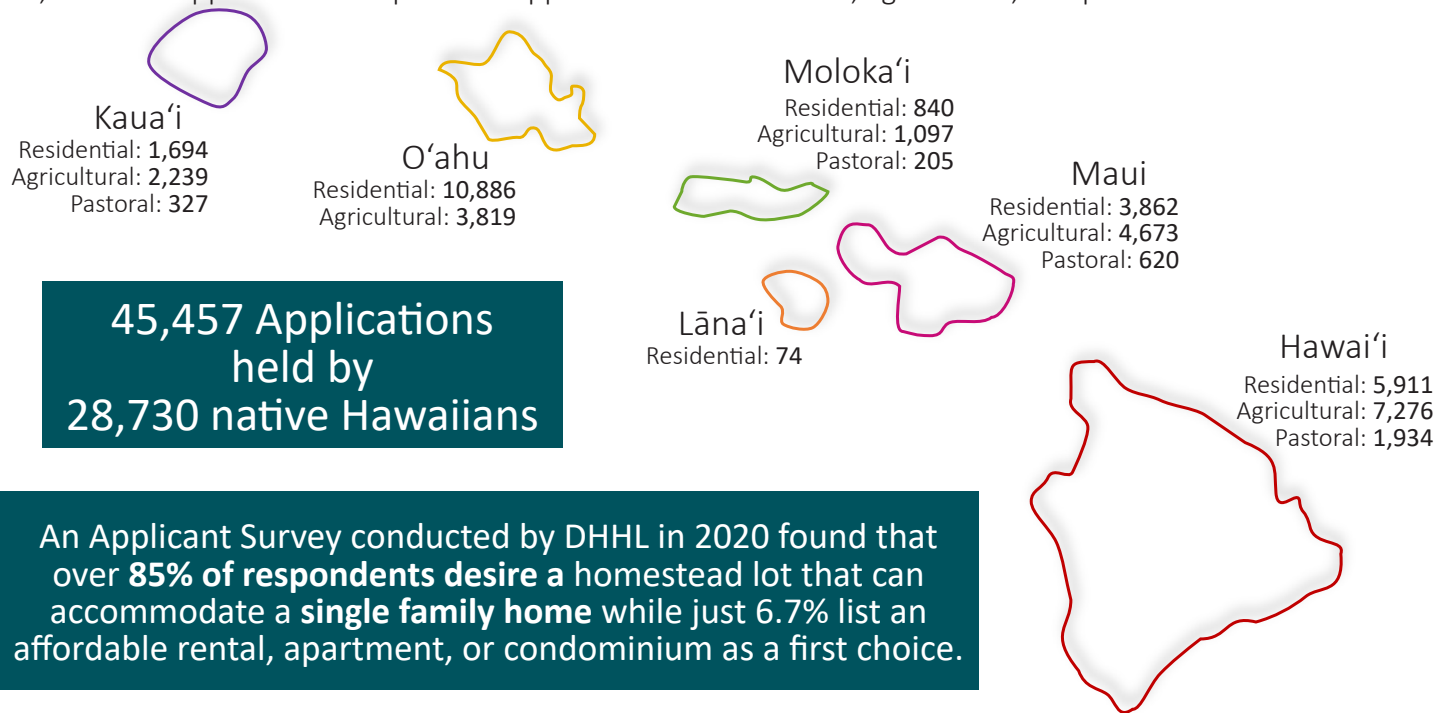 Kauaʻi
Residential: 1,694
Agricultural: 2,239
Pastoral: 327
Oʻahu
Residential: 10,886
Agricultural: 3,819
Molokaʻi
Residential: 840
Agricultural: 1,097
Pastoral: 205
Maui
Residential: 3,862
Agricultural: 4,673
Pastoral: 620
Lānaʻi
Residential: 74
Hawaiʻi
Residential: 5,911
Agricultural: 7,276
Pastoral: 1,934
45,457 Applications
held by
28,730 native Hawaiians
An Applicant Survey conducted by DHHL in 2020 found that
over 85% of respondents desire a homestead lot that can
accommodate a single family home while just 6.7% list an
affordable rental, apartment, or condominium as a first choice.